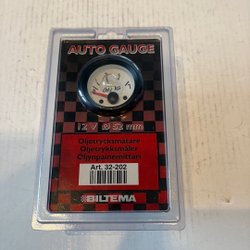 AUTO GAUGE
12 V Ø 52 mm
Oljetrycksmätare
Oljetrykksmåler
Öljynpainemittari
Art. 32-202
BILTEMA